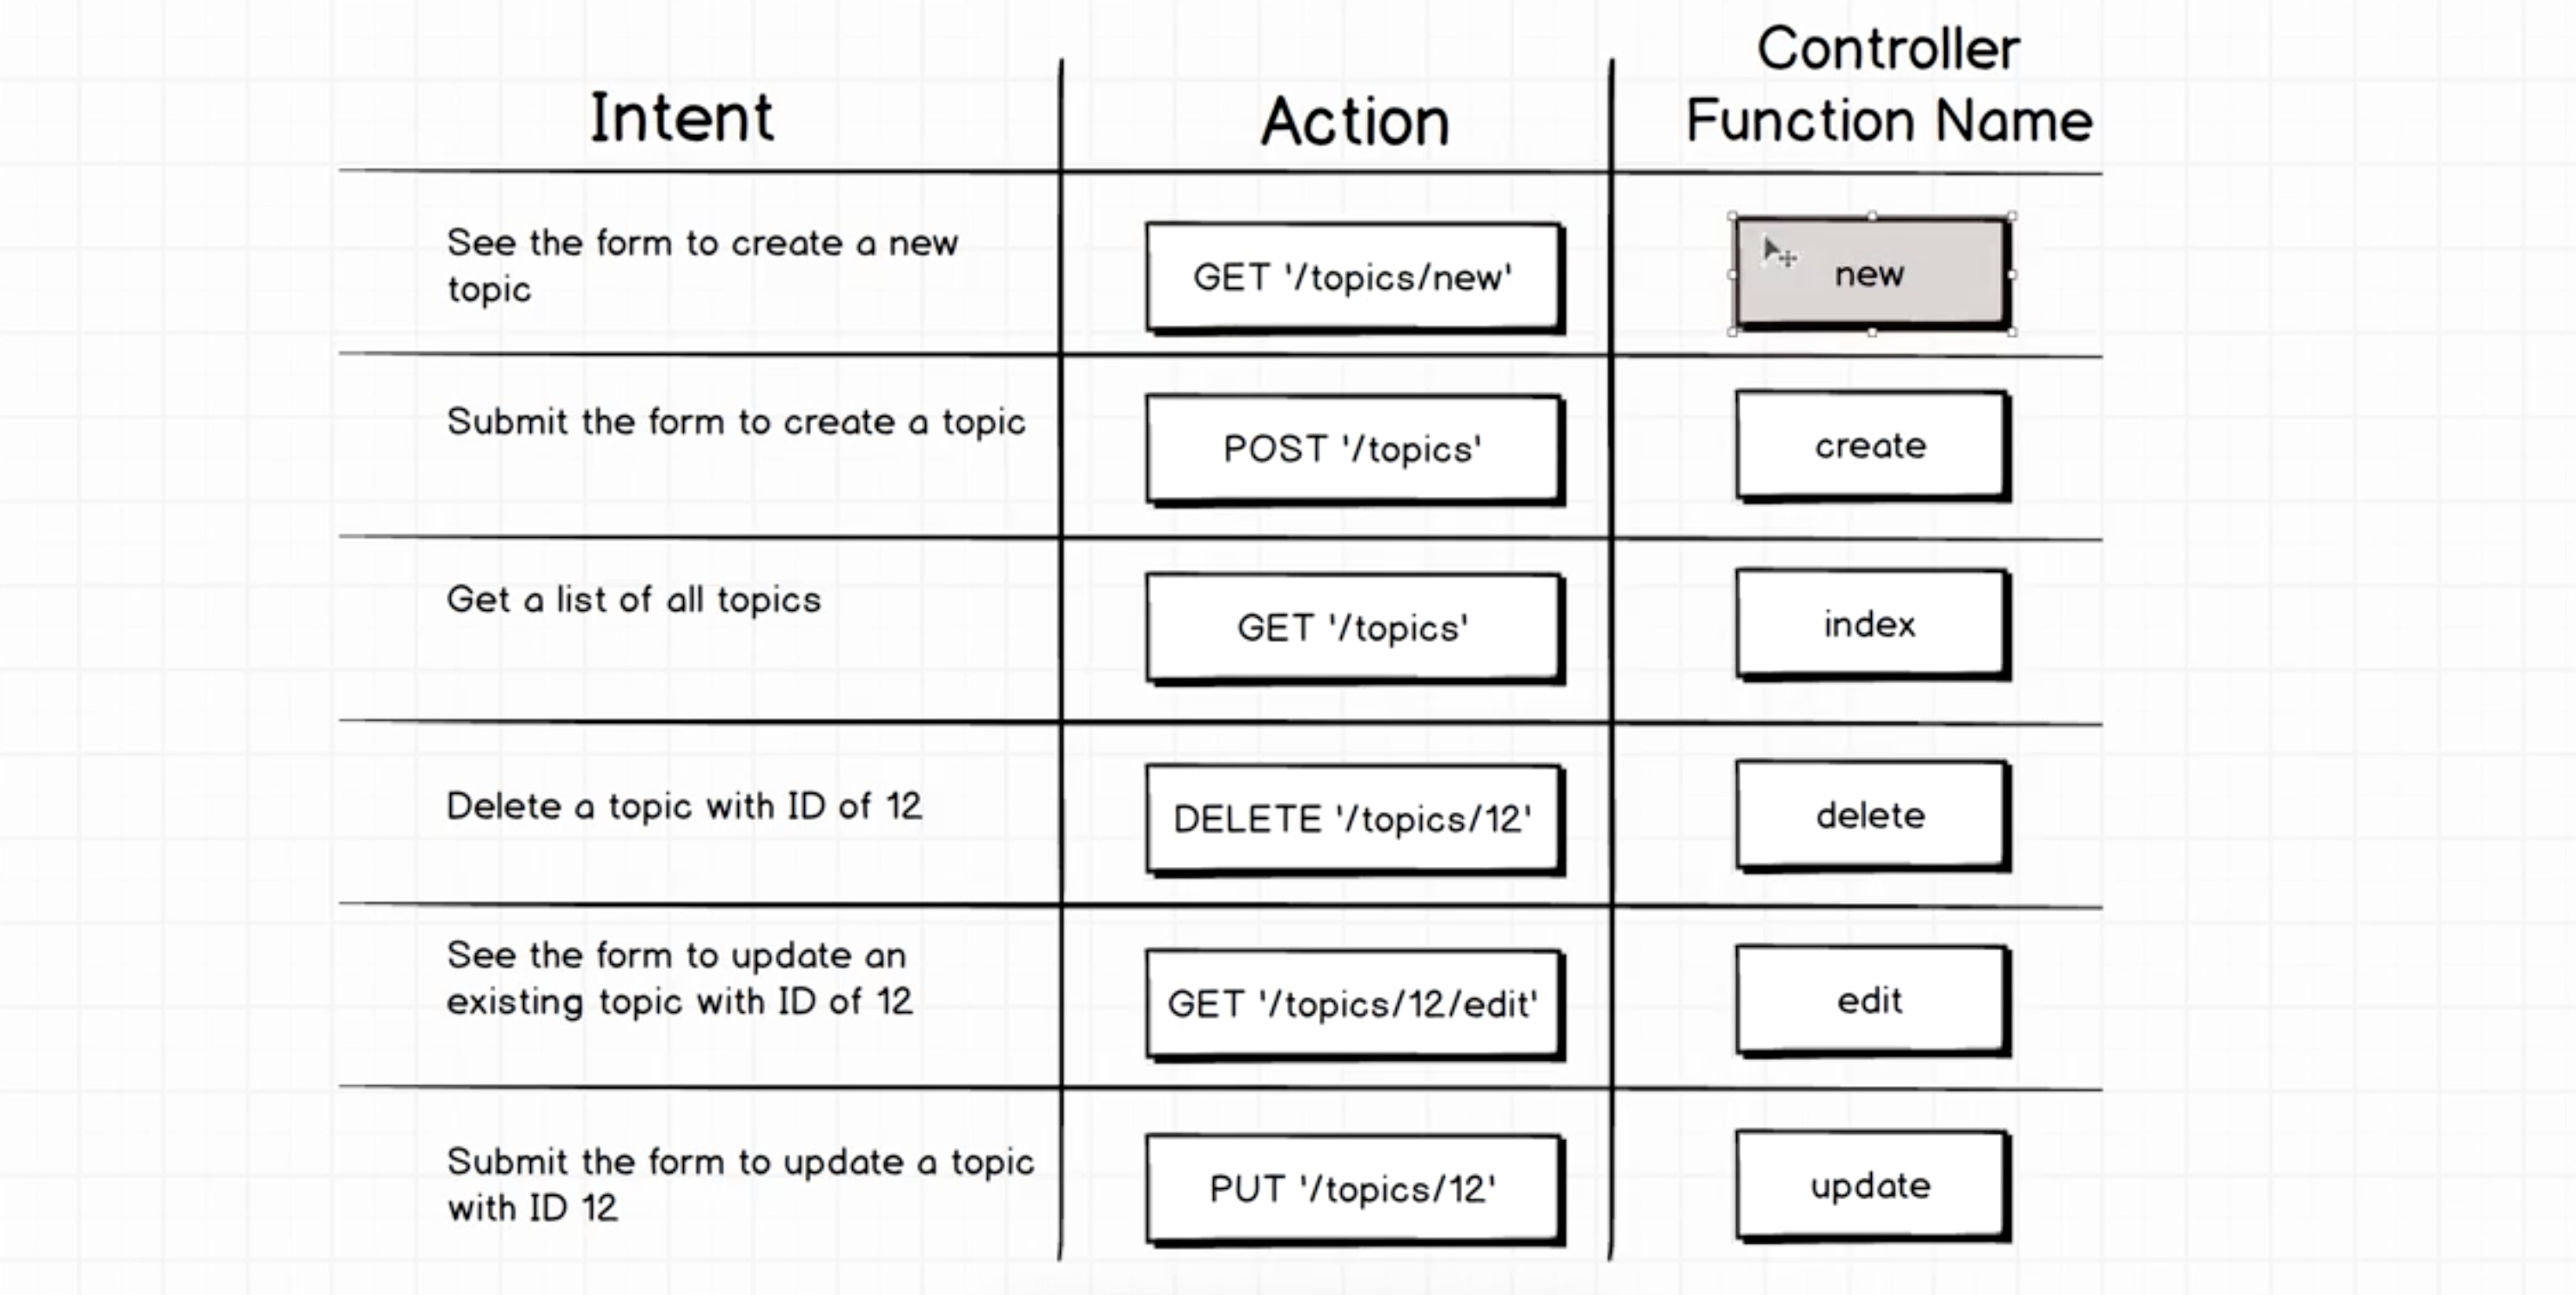 Intent
Action
Controller
Function Name
See the form to create a new
topic
GET '/topics/new'
new
Submit the form to create a topic
POST '/topics'
create
Get a list of all topics
GET '/topics'
index
Delete a topic with ID of 12
DELETE '/topics/12'
delete
See the form to update an
existing topic with ID of 12
GET '/topics/12/edit'
edit
Submit the form to update a topic
with ID 12
PUT '/topics/12'
update